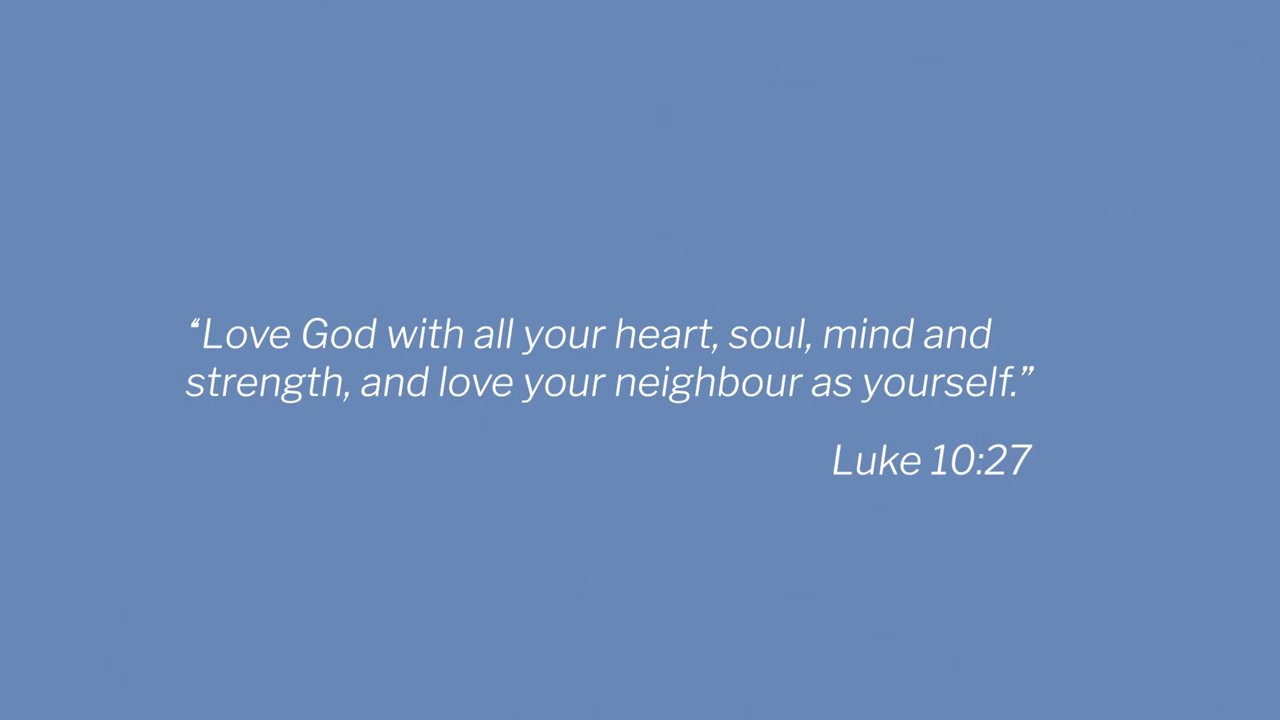 “Love God with all your heart, soul, mind and
strength, and love your neighbour as yourself.”
Luke 10:27